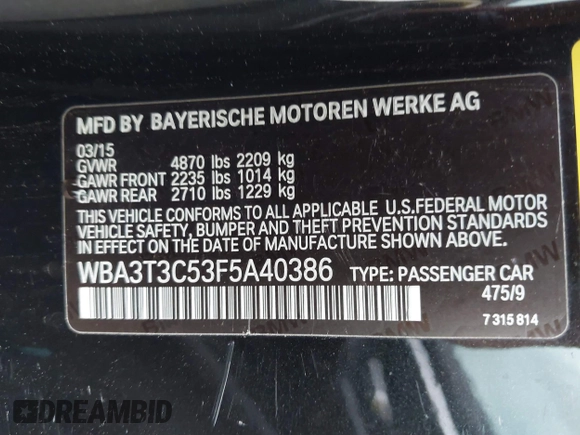 MFD BY BAYERISCHE MOTOREN WERKE AG
03/15
GVWR 4870 lbs 2209 kg
GAWR FRONT 2235 lbs 1014 kg
GAWR REAR 2710 lbs 1229 kg
THIS VEHICLE CONFORMS TO ALL APPLICABLE U.S.FEDERAL MOTOR
VEHICLE SAFETY, BUMPER, AND THEFT PREVENTION STANDARDS
IN EFFECT ON THE DATE OF MANUFACTURE SHOWN ABOVE.
WBA3T3C53F5A40386 TYPE: PASSENGER CAR
475/9
7 315 814
DREAMBID